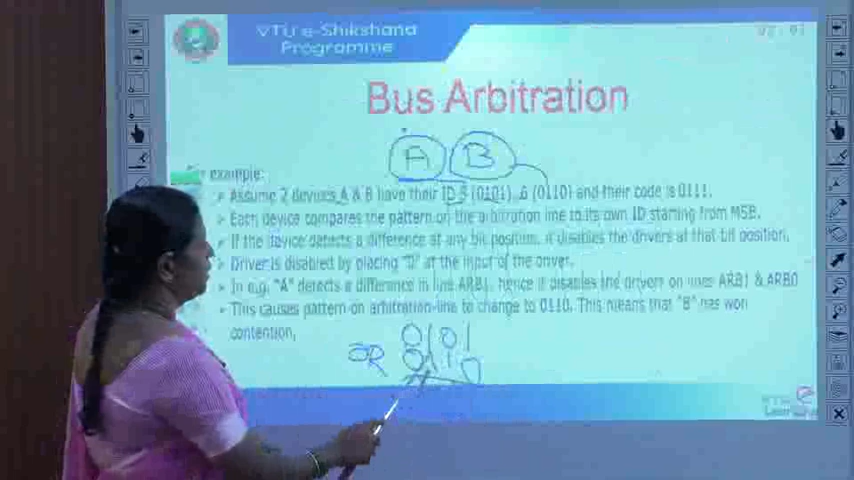 VTU e-Shikshana
Programme
Bus Arbitration
A B
example:
Assume 2 devices A & B have their ID 5 (0101), 6 (0110) and their code is 0111.
Each device compares the pattern on the arbitration line to its own ID starting from MSB.
If the device detects a difference at any bit position, it disables the drivers at that bit position.
Driver is disabled by placing "0" at the input of the driver.
In e.g. "A" detects a difference in line ARB1, hence it disables the drivers on lines ARB1 & ARB0
This causes pattern on arbitration-line to change to 0110. This means that "B" has won
contention.
0101
OR 0110